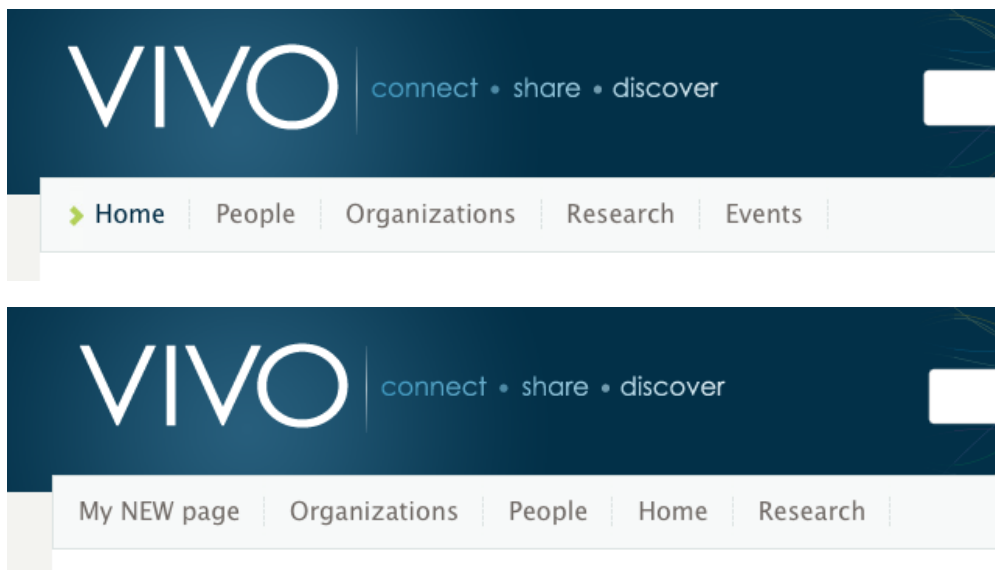 VIVO connect • share • discover
Home People Organizations Research Events
VIVO connect • share • discover
My NEW page Organizations People Home Research